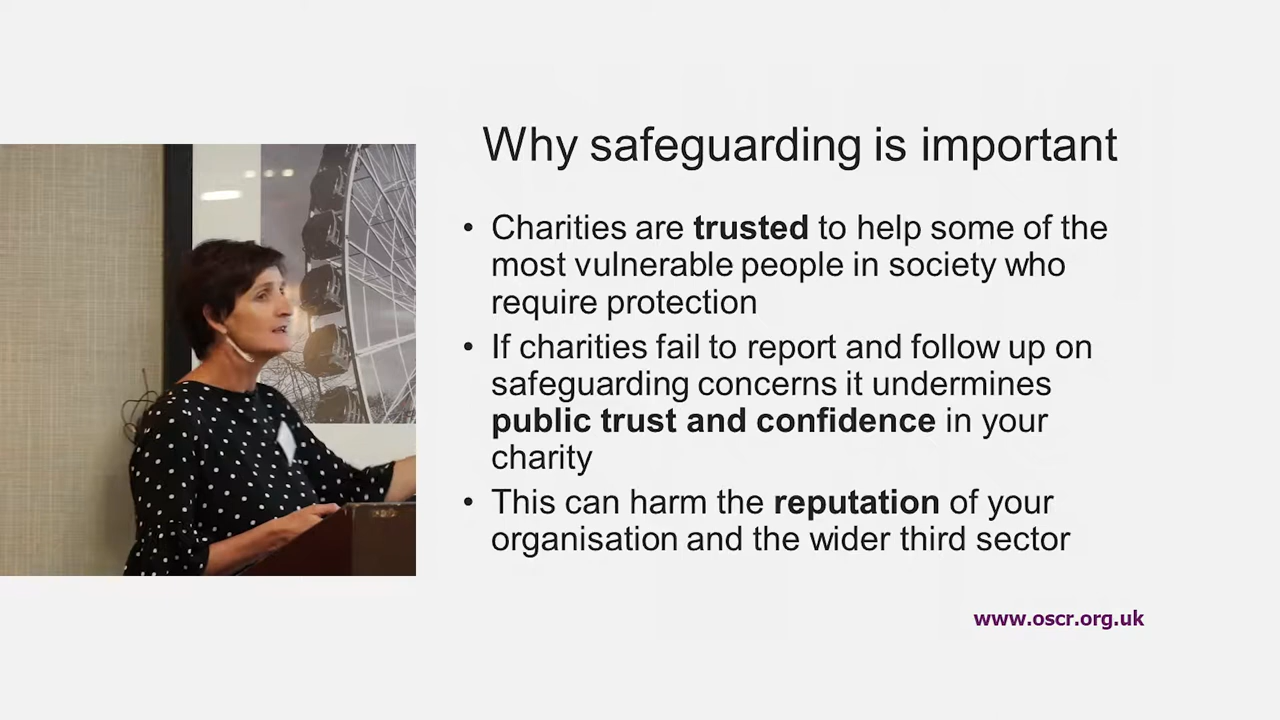 Why safeguarding is important
• Charities are trusted to help some of the
most vulnerable people in society who
require protection
• If charities fail to report and follow up on
safeguarding concerns it undermines
public trust and confidence in your
charity
• This can harm the reputation of your
organisation and the wider third sector
www.oscr.org.uk